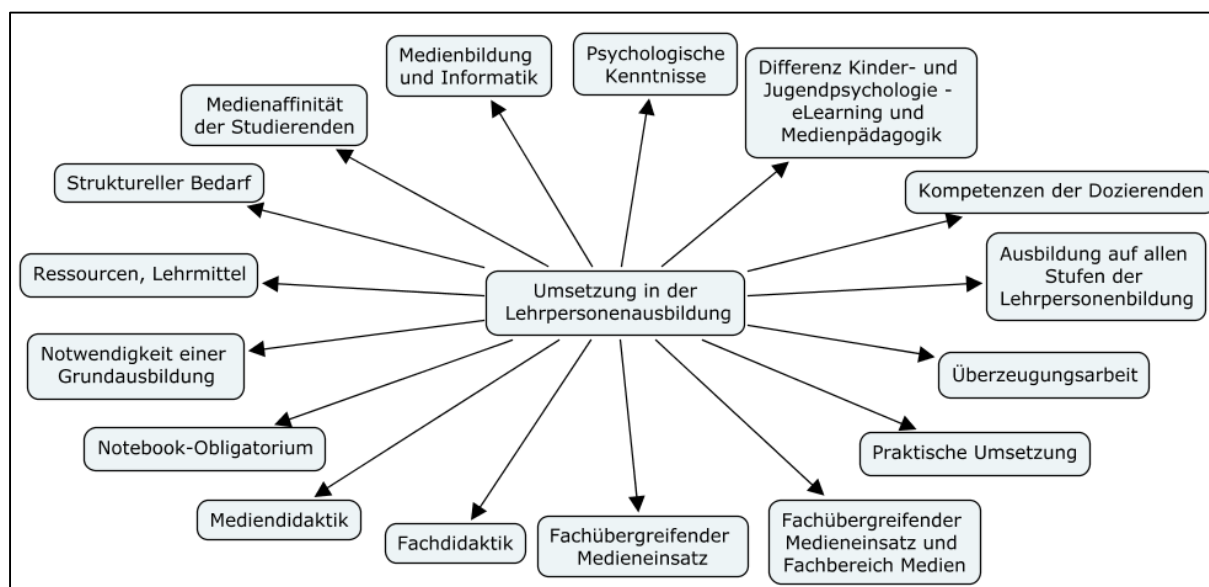 Medienbildung
und Informatik
Psychologische
Kenntnisse
Differenz Kinder- und
Jugendpsychologie -
eLearning und
Medienpädagogik
Medienaffinität
der Studierenden
Struktureller Bedarf
Kompetenzen der Dozierenden
Ressourcen, Lehrmittel
Umsetzung in der
Lehrpersonenausbildung
Ausbildung auf allen
Stufen der
Lehrpersonenbildung
Notwendigkeit einer
Grundausbildung
Überzeugungsarbeit
Notebook-Obligatorium
Praktische Umsetzung
Mediendidaktik
Fachdidaktik
Fachübergreifender
Medieneinsatz
Fachübergreifender
Medieneinsatz und
Fachbereich Medien